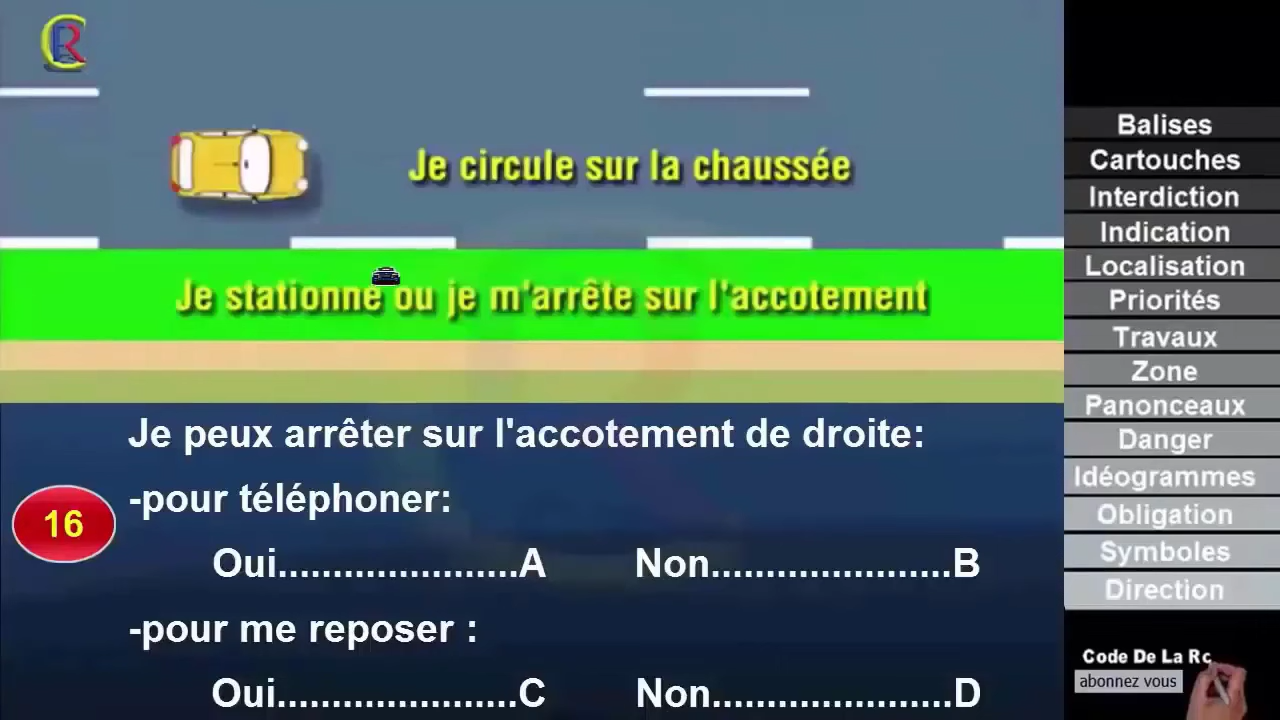 Je circule sur la chaussée
Je stationne ou je m'arrête sur l'accotement
Je peux arrêter sur l'accotement de droite:
-pour téléphoner:
16
Oui......................A Non......................B
-pour me reposer :
Oui......................C Non......................D
Balises
Cartouches
Interdiction
Indication
Localisation
Priorités
Travaux
Zone
Panonceaux
Danger
Idéogrammes
Obligation
Symboles
Direction
Code De La Rc
abonnez vous